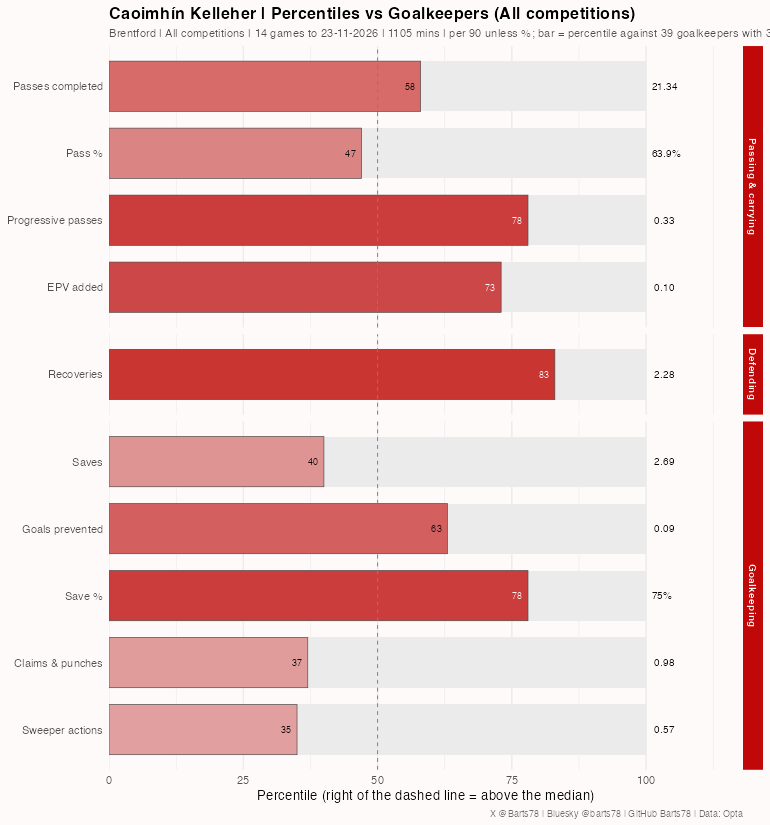 Caoimhín Kelleher | Percentiles vs Goalkeepers (All competitions)
Brentford | All competitions | 14 games to 23-11-2026 | 1105 mins | per 90 unless %; bar = percentile against 39 goalkeepers with 3
Passes completed 58 21.34
Pass % 47 63.9%
Progressive passes 78 0.33
EPV added 73 0.10
Passing & carrying
Recoveries 83 2.28
Defending
Saves 40 2.69
Goals prevented 63 0.09
Save % 78 75%
Claims & punches 37 0.98
Sweeper actions 35 0.57
Goalkeeping
0 25 50 75 100
Percentile (right of the dashed line = above the median)
X @Barts78 | Bluesky @barts78 | GitHub Barts78 | Data: Opta